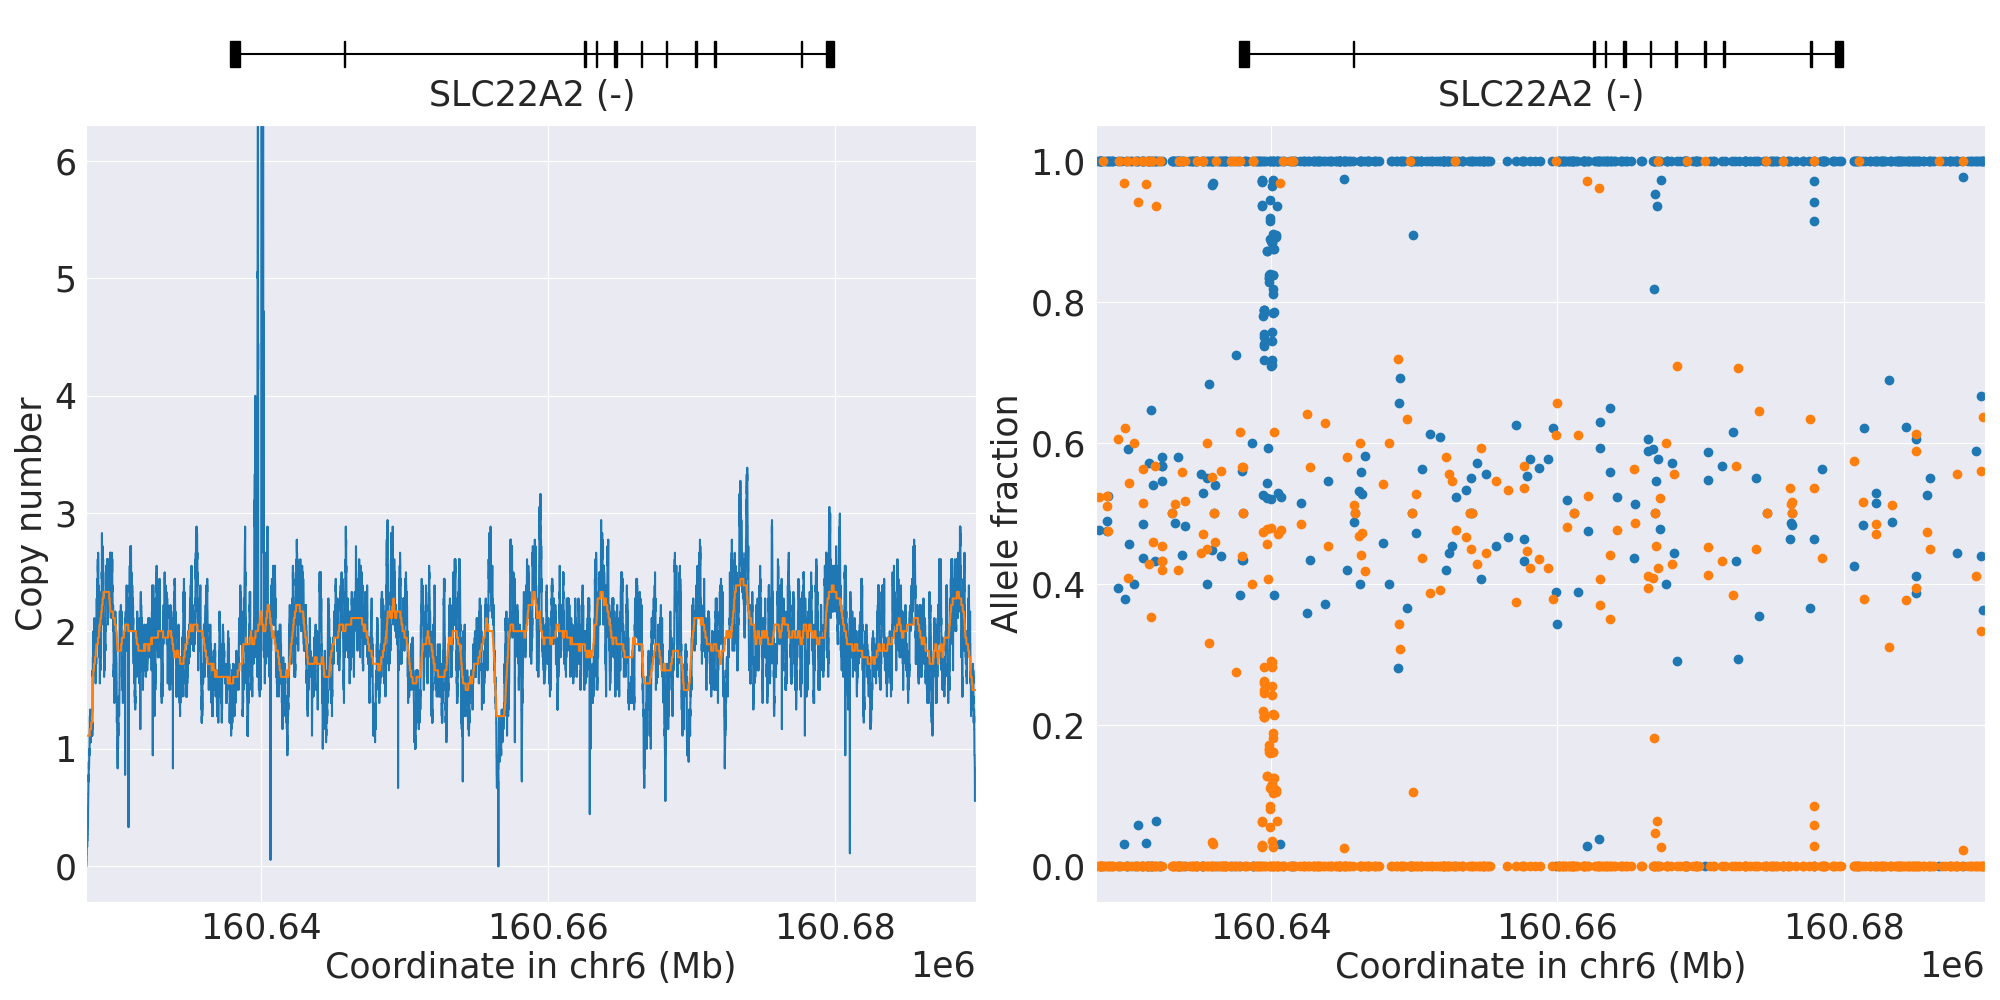 SLC22A2 (-)
Copy number
6
5
4
3
2
1
0
160.64
160.66
160.68
Coordinate in chr6 (Mb)
1e6
SLC22A2 (-)
Allele fraction
1.0
0.8
0.6
0.4
0.2
0.0
160.64
160.66
160.68
Coordinate in chr6 (Mb)
1e6